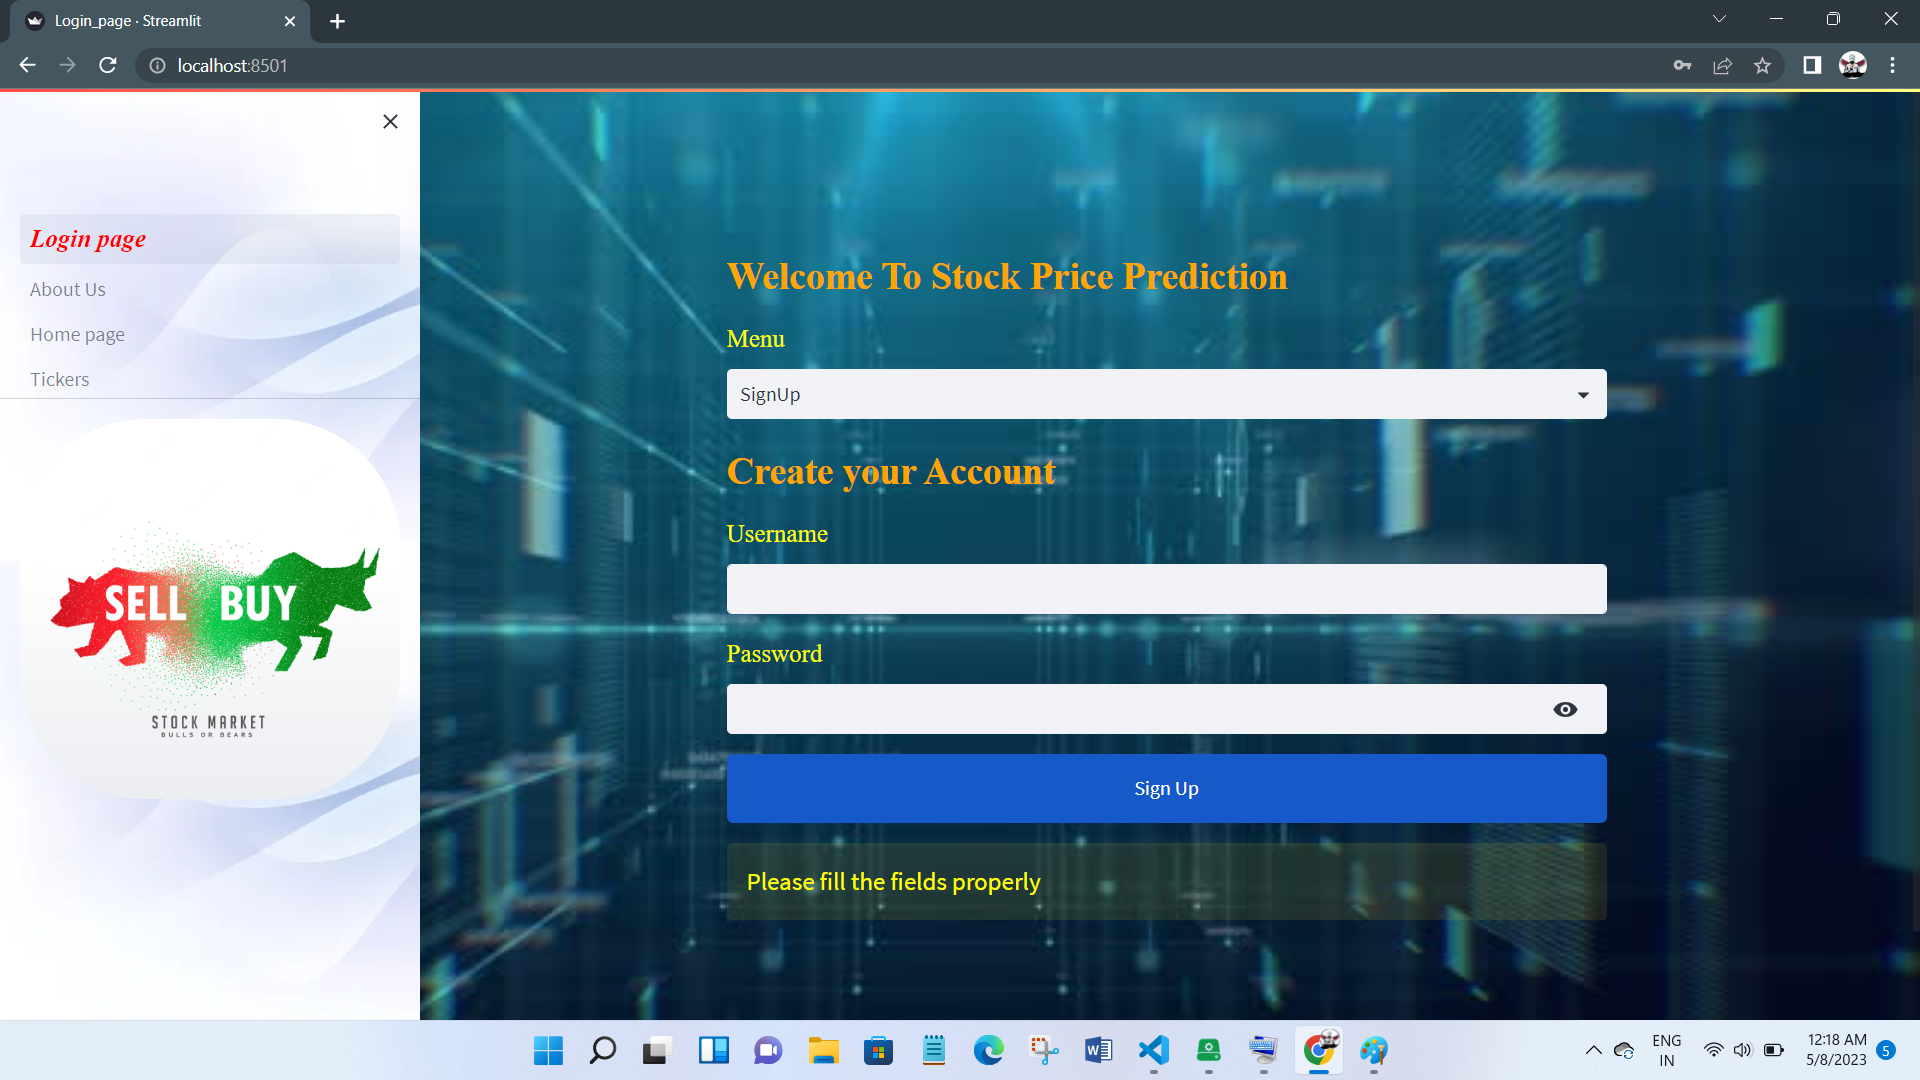 Login_page · Streamlit
localhost:8501
Login page
About Us
Home page
Tickers
SELL BUY
STOCK MARKET
BULLS OR BEARS
Welcome To Stock Price Prediction
Menu
SignUp
Create your Account
Username
Password
Sign Up
Please fill the fields properly
ENG
IN
12:18 AM
5/8/2023
5